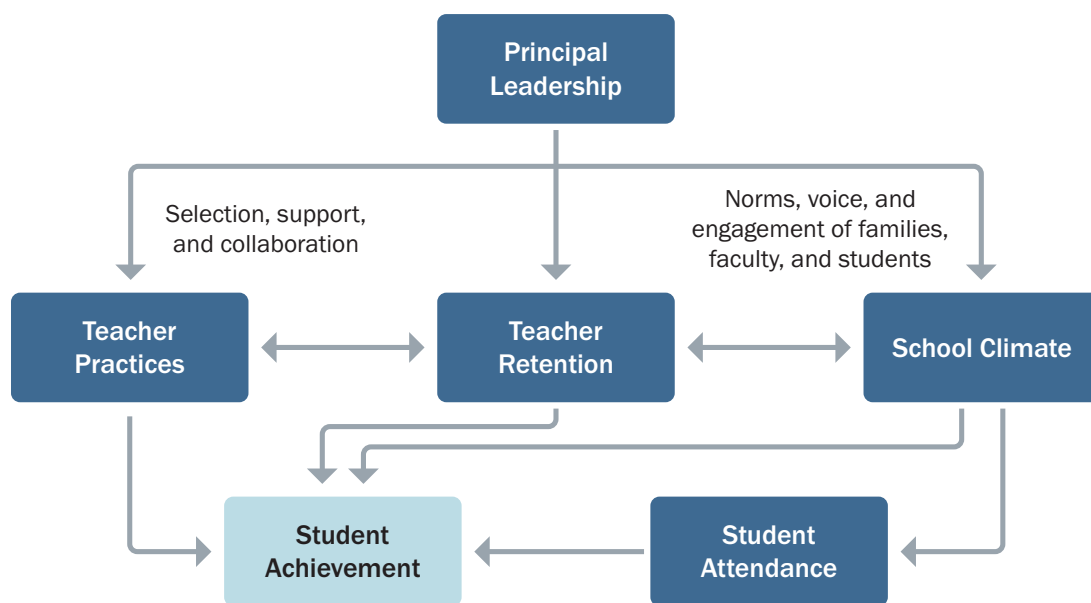 Principal
Leadership
Selection, support,
and collaboration
Norms, voice, and
engagement of families,
faculty, and students
Teacher
Practices
Teacher
Retention
School Climate
Student
Achievement
Student
Attendance